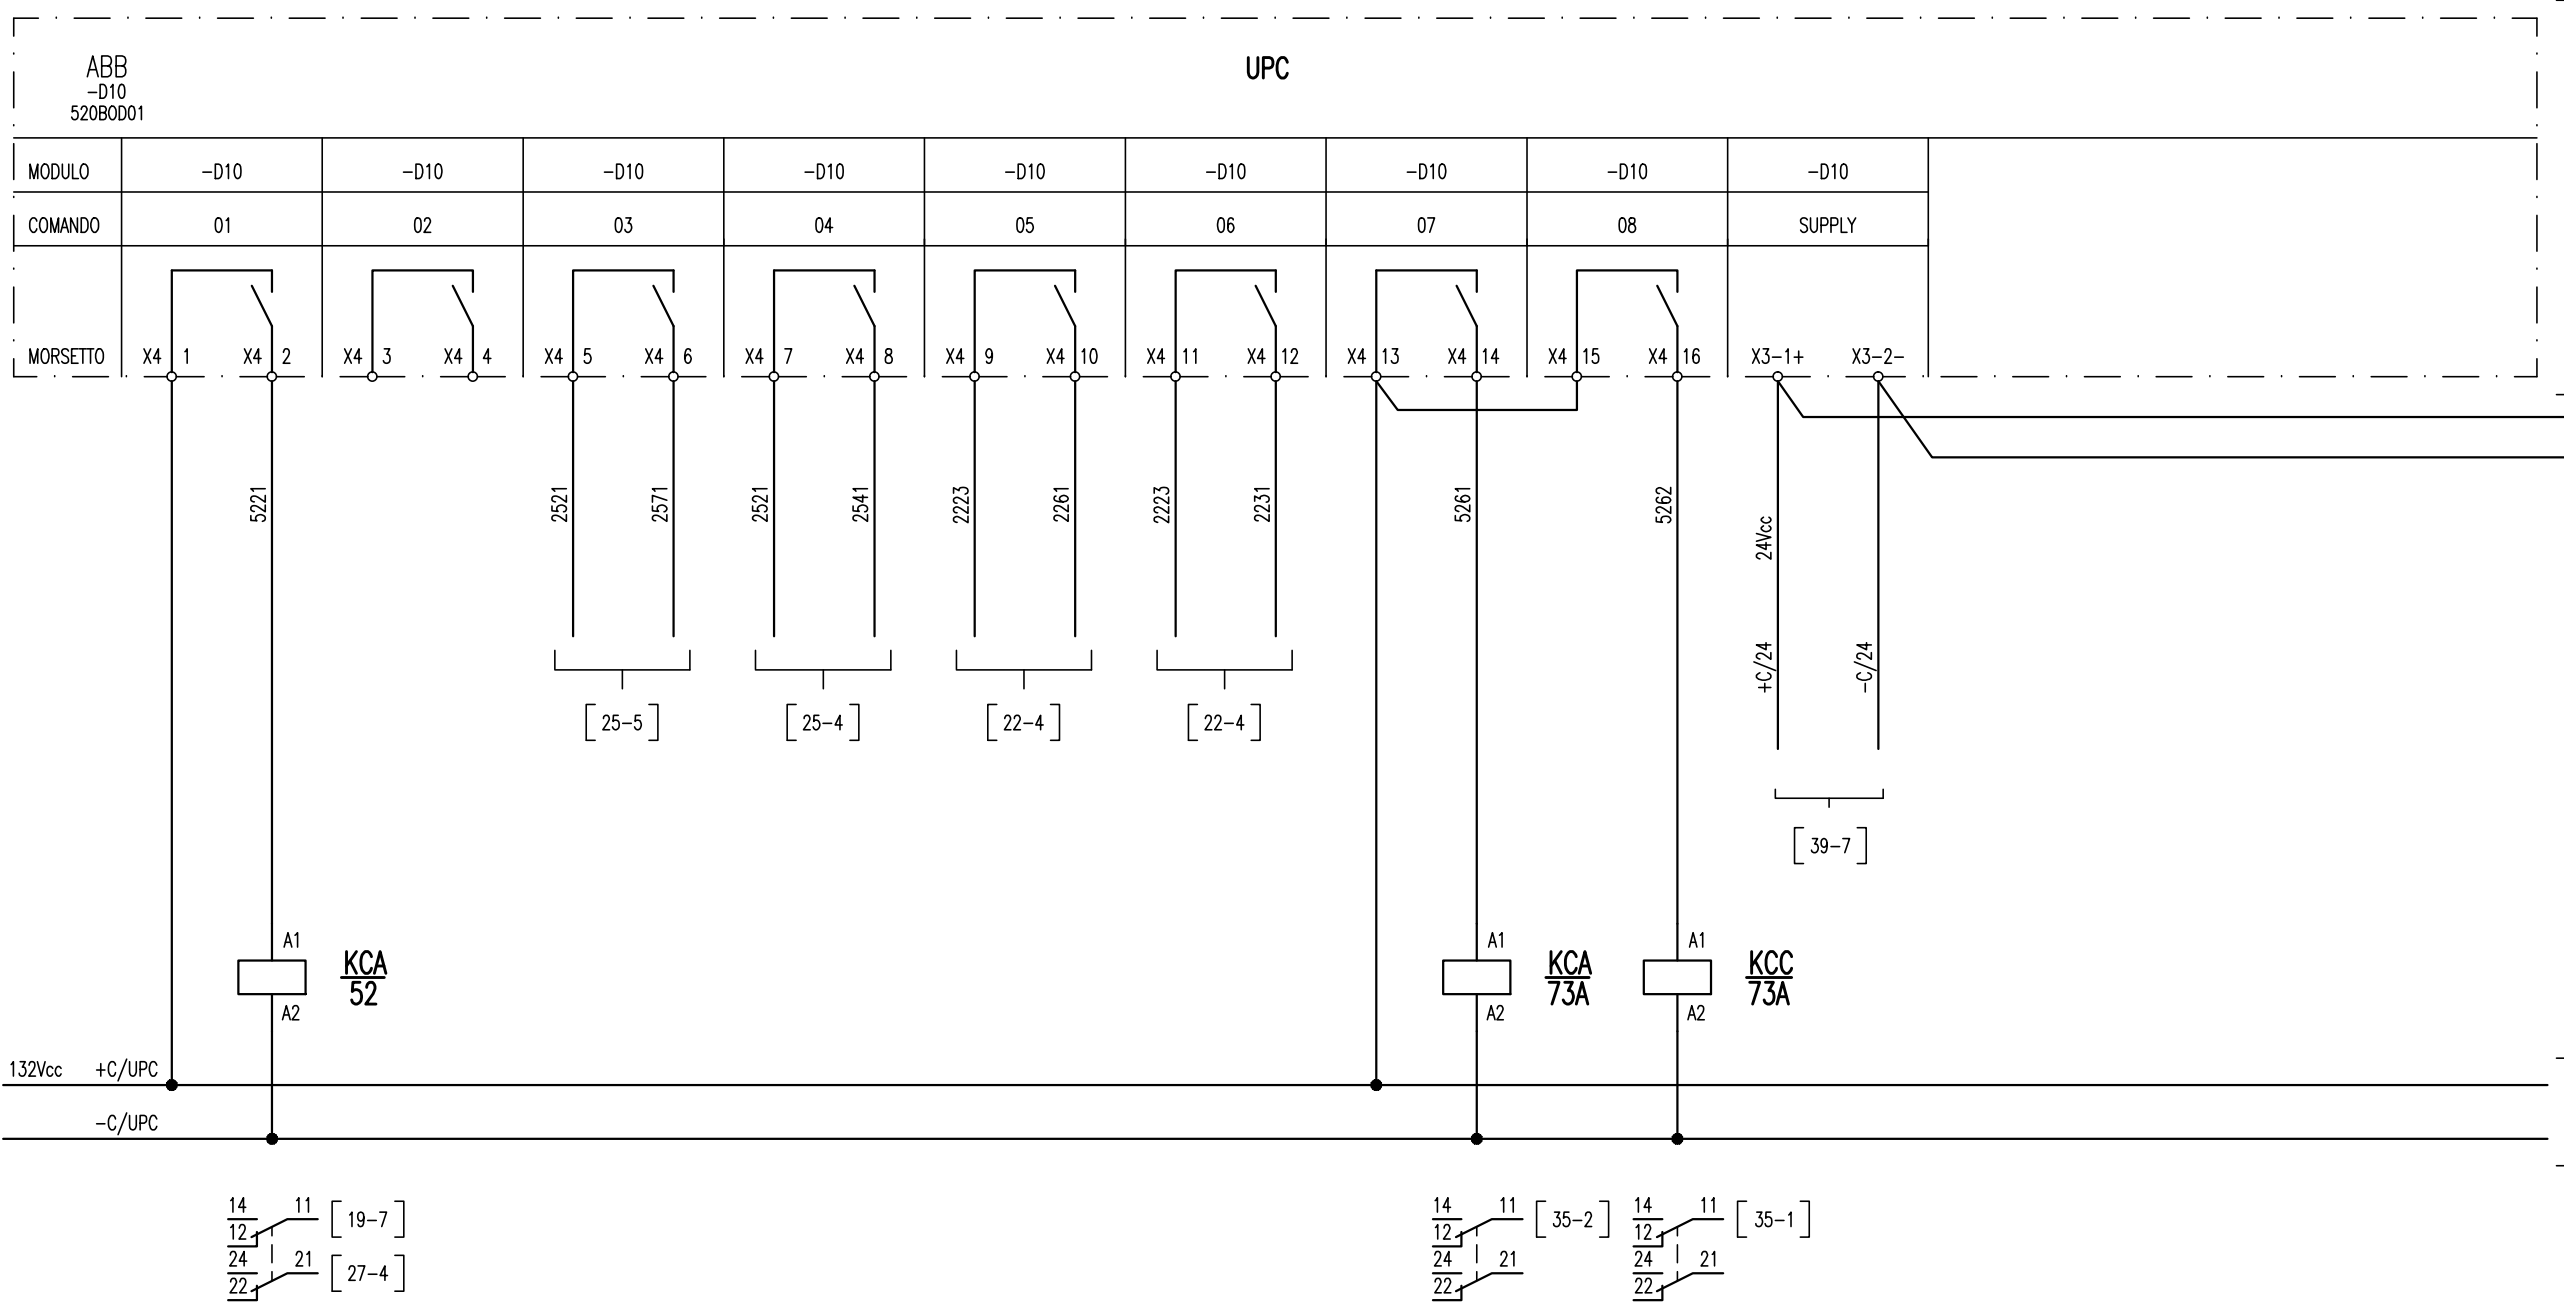 ABB
-D10
520BOD01
UPC
MODULO -D10 -D10 -D10 -D10 -D10 -D10 -D10 -D10 -D10
COMANDO 01 02 03 04 05 06 07 08 SUPPLY
MORSETTO X4 1 X4 2 X4 3 X4 4 X4 5 X4 6 X4 7 X4 8 X4 9 X4 10 X4 11 X4 12 X4 13 X4 14 X4 15 X4 16 X3-1+ X3-2-
5221 2521 2571 2521 2541 2223 2261 2223 2231 5261 5262 24Vcc
+C/24 -C/24
[25-5] [25-4] [22-4] [22-4]
[39-7]
A1 A1 A1
KCA KCA KCC
52 73A 73A
A2 A2 A2
132Vcc +C/UPC
-C/UPC
14 11 [19-7] 14 11 [35-2] 14 11 [35-1]
12 12 12
24 21 [27-4] 24 21 24 21
22 22 22